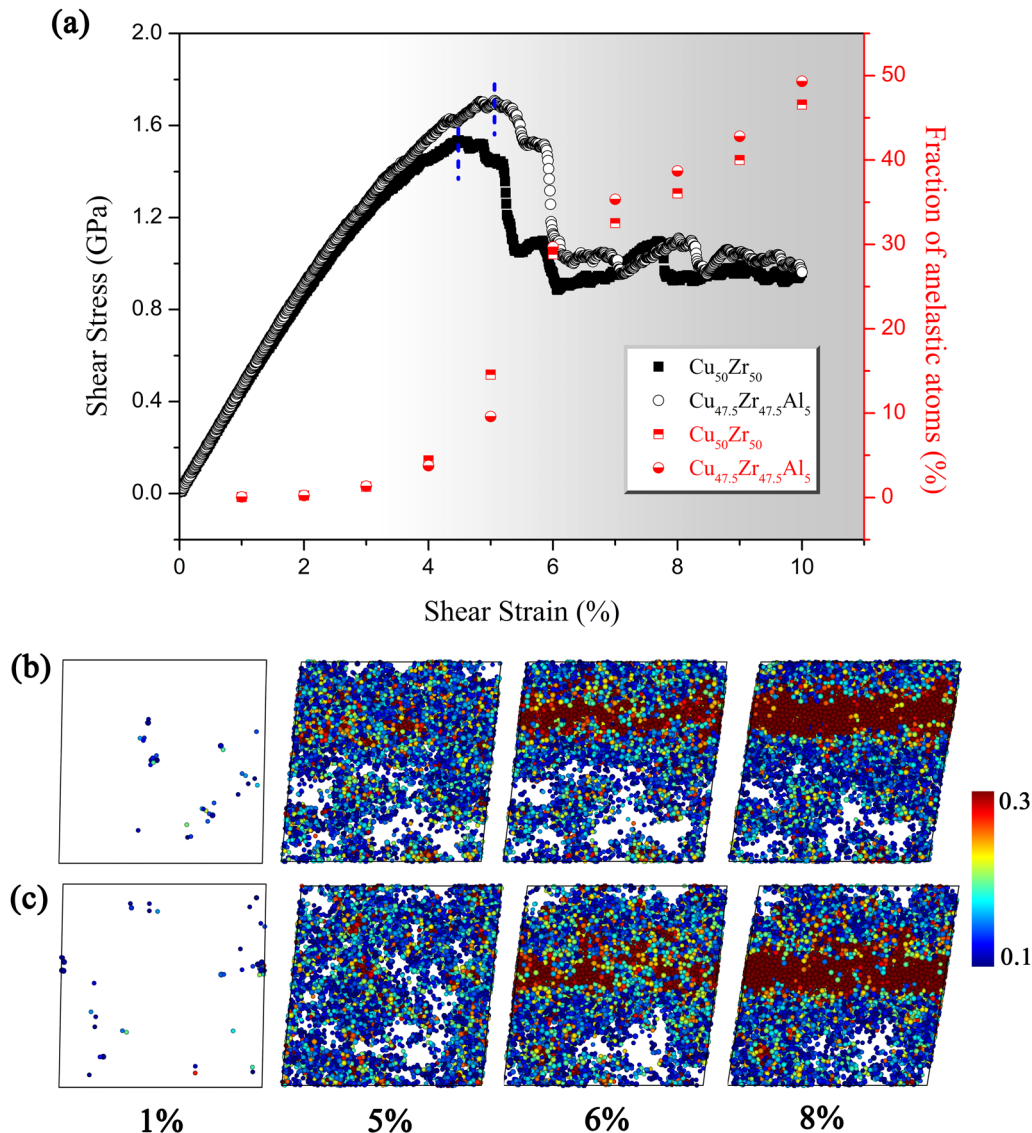 (a)
2.0
1.6
1.2
0.8
0.4
0.0
Shear Stress (GPa)
50
40
30
20
10
0
Fraction of anelastic atoms (%)
Cu₅₀Zr₅₀
Cu₄₇.₅Zr₄₇.₅Al₅
Cu₅₀Zr₅₀
Cu₄₇.₅Zr₄₇.₅Al₅
0 2 4 6 8 10
Shear Strain (%)
(b)
(c)
0.3
0.1
1% 5% 6% 8%